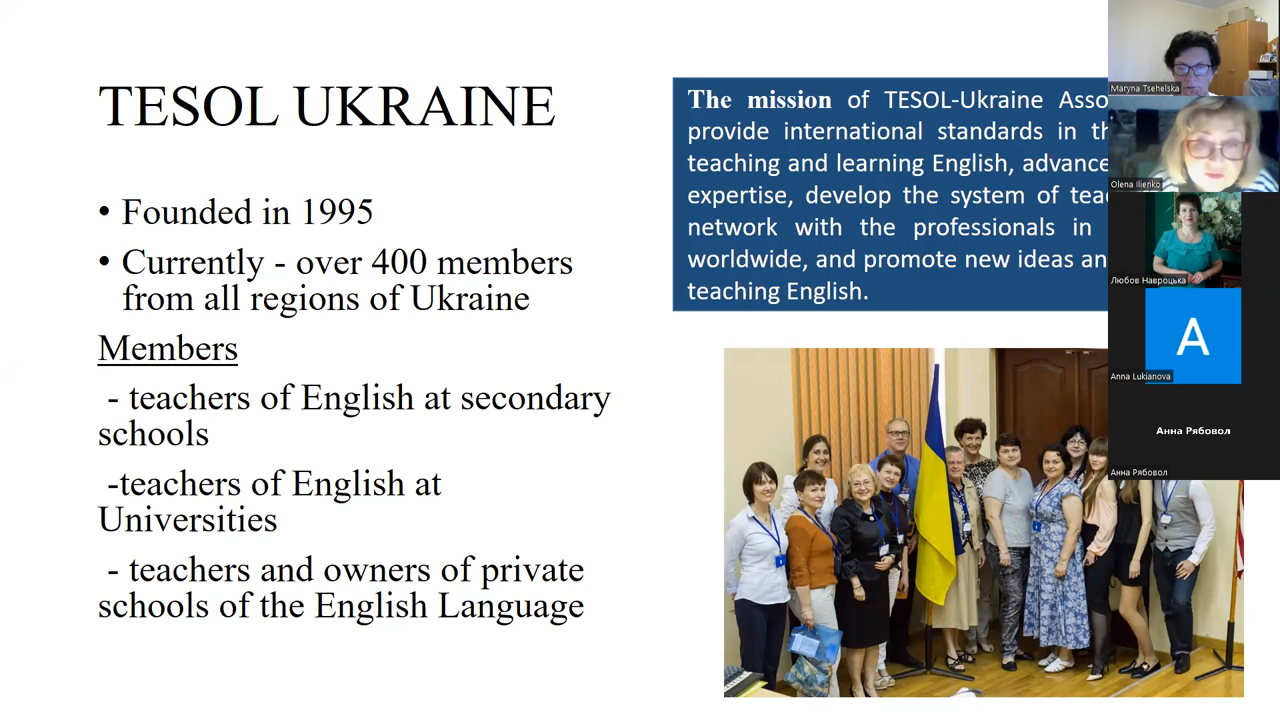 TESOL UKRAINE
• Founded in 1995
• Currently - over 400 members
from all regions of Ukraine
Members
- teachers of English at secondary
schools
-teachers of English at
Universities
- teachers and owners of private
schools of the English Language
The mission of TESOL-Ukraine
provide international standards in
teaching and learning English, advance
expertise, develop the system of
network with the professionals in
worldwide, and promote new ideas
teaching English.
Maryna Tsehelska
Olena Ilienko
Любов Навроцька
A
Anna Lukianova
Анна Рябовол
Анна Рябовол